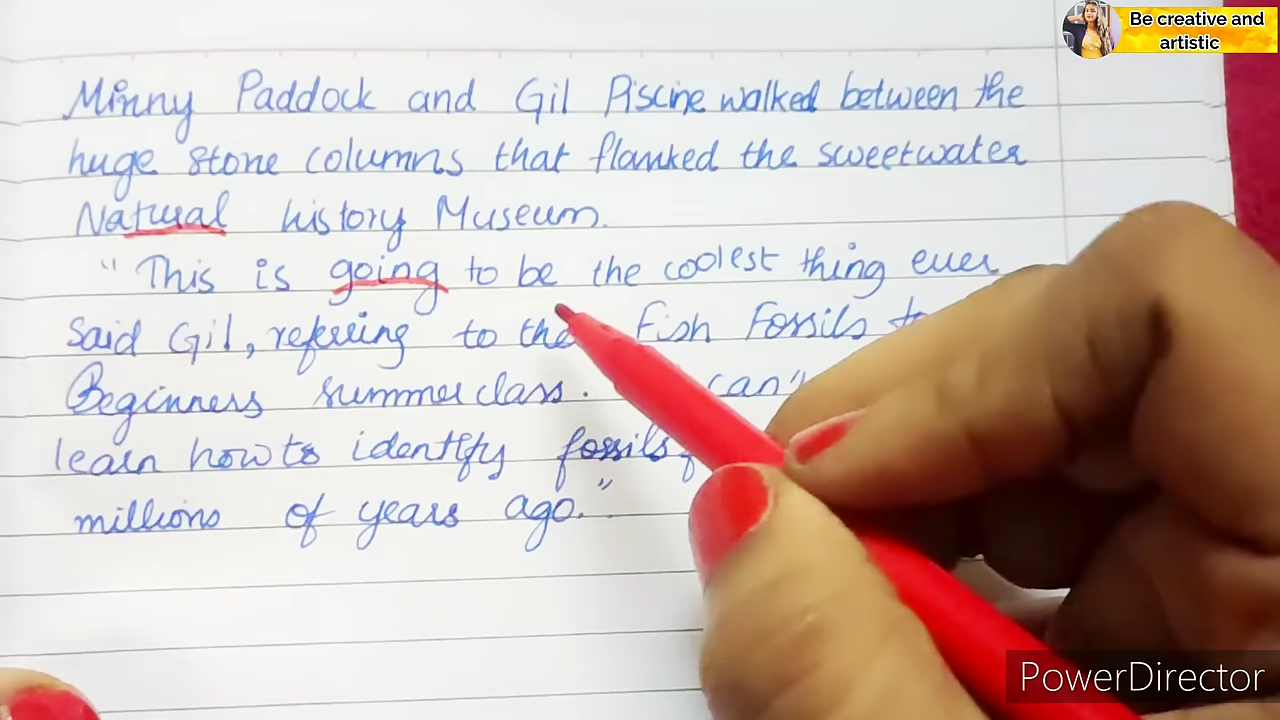 Be creative and
artistic
Minny Paddock and Gil Piscine walked between the
huge stone columns that flanked the sweetwater
Natural history Museum.
"This is going to be the coolest thing ever
said Gil, referring to the Fish Fossils
Beginners summer class. can't
learn how to identify fossils
millions of years ago."
PowerDirector